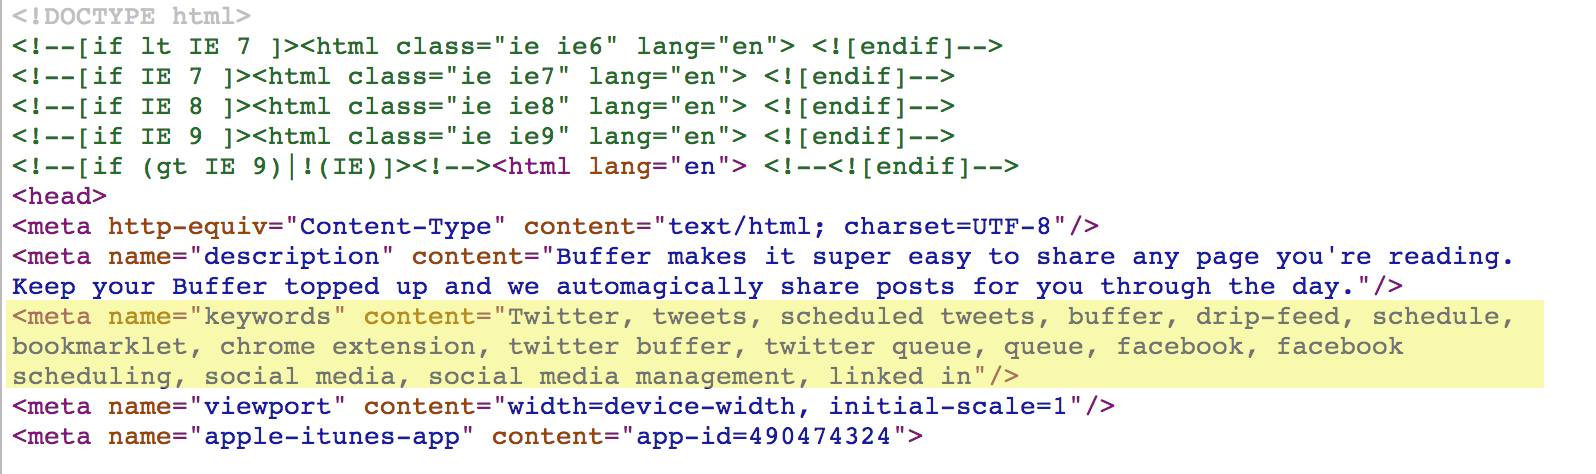 <!DOCTYPE html>
<!--[if lt IE 7 ]><html class="ie ie6" lang="en"> <![endif]-->
<!--[if IE 7 ]><html class="ie ie7" lang="en"> <![endif]-->
<!--[if IE 8 ]><html class="ie ie8" lang="en"> <![endif]-->
<!--[if IE 9 ]><html class="ie ie9" lang="en"> <![endif]-->
<!--[if (gt IE 9)|!(IE)]><!--><html lang="en"> <!--<![endif]-->
<head>
<meta http-equiv="Content-Type" content="text/html; charset=UTF-8"/>
<meta name="description" content="Buffer makes it super easy to share any page you're reading.
Keep your Buffer topped up and we automagically share posts for you through the day."/>
<meta name="keywords" content="Twitter, tweets, scheduled tweets, buffer, drip-feed, schedule,
bookmarklet, chrome extension, twitter buffer, twitter queue, queue, facebook, facebook
scheduling, social media, social media management, linked in"/>
<meta name="viewport" content="width=device-width, initial-scale=1"/>
<meta name="apple-itunes-app" content="app-id=490474324">